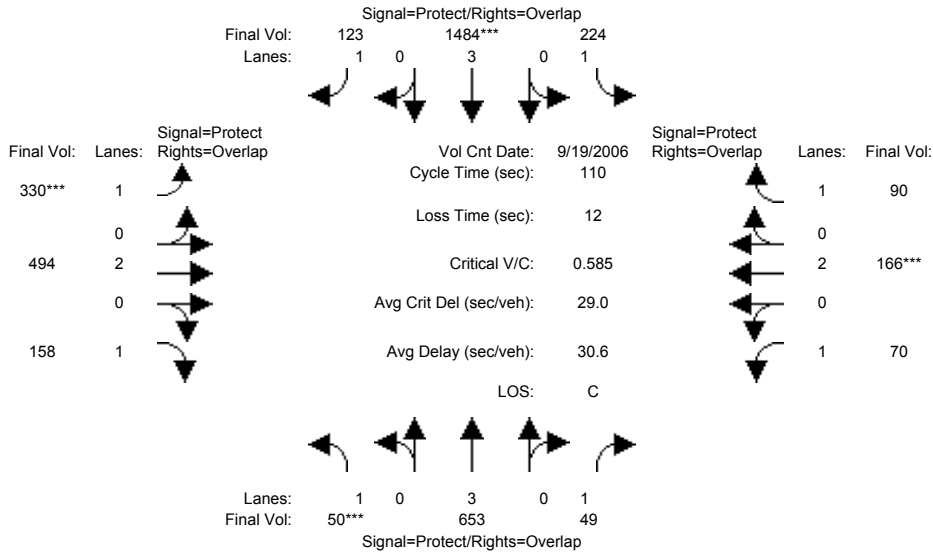 Signal=Protect/Rights=Overlap
Final Vol: 123 1484*** 224
Lanes: 1 0 3 0 1
Signal=Protect
Final Vol: Lanes: Rights=Overlap
Vol Cnt Date: 9/19/2006
Signal=Protect
Rights=Overlap Lanes: Final Vol:
Cycle Time (sec): 110
330*** 1
1 90
Loss Time (sec): 12
0
0
494 2
Critical V/C: 0.585
2 166***
0
Avg Crit Del (sec/veh): 29.0
0
158 1
Avg Delay (sec/veh): 30.6
1 70
LOS: C
Lanes: 1 0 3 0 1
Final Vol: 50*** 653 49
Signal=Protect/Rights=Overlap